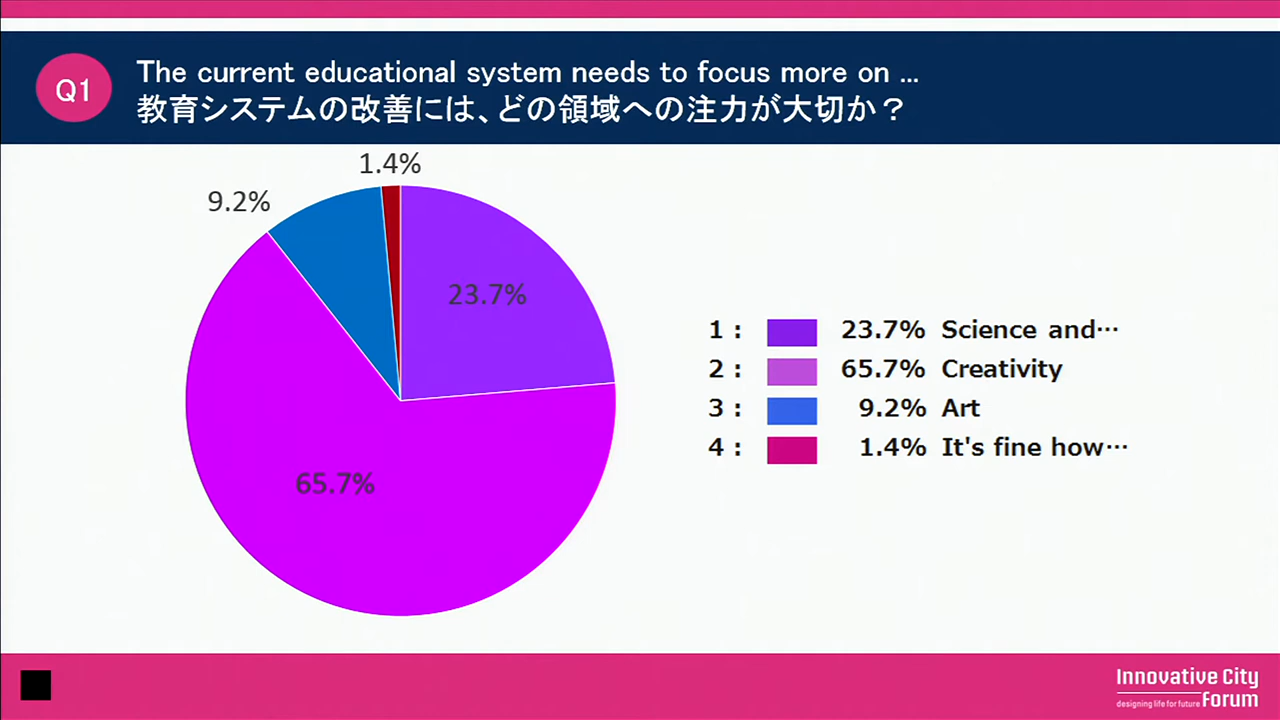 Q1
The current educational system needs to focus more on ...
教育システムの改善には、どの領域への注力が大切か？
1.4%
9.2%
23.7%
65.7%
1 : 23.7% Science and…
2 : 65.7% Creativity
3 : 9.2% Art
4 : 1.4% It's fine how…
Innovative City
Forum
designing life for future